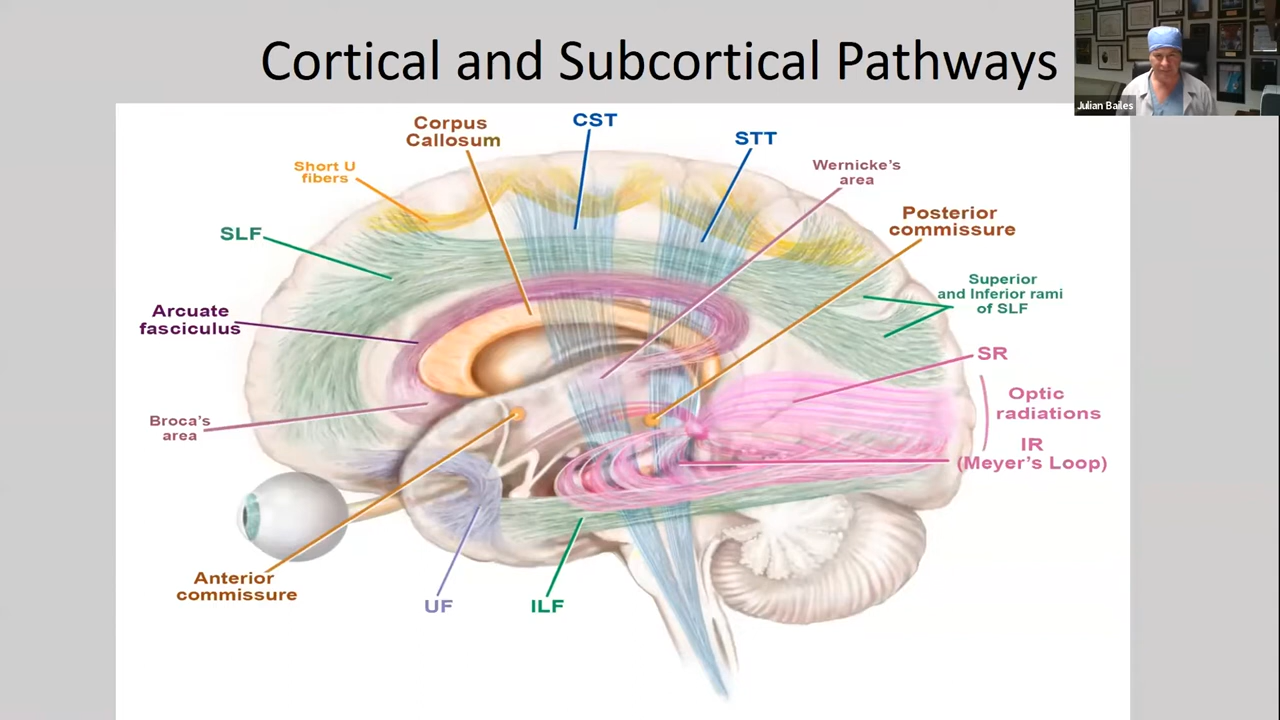 Cortical and Subcortical Pathways
Julian Bailes
Corpus
Callosum
CST
STT
Short U
fibers
Wernicke's
area
SLF
Posterior
commissure
Arcuate
fasciculus
Superior
and Inferior rami
of SLF
SR
Optic
radiations
Broca's
area
IR
(Meyer's Loop)
Anterior
commissure
UF
ILF